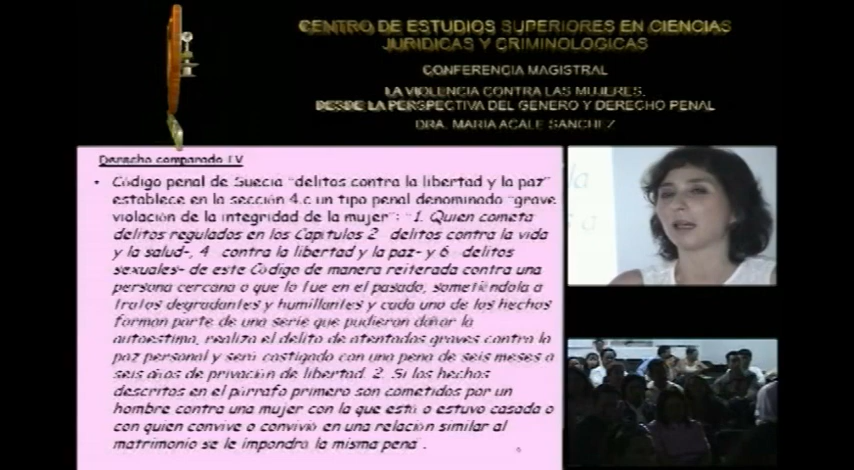 CENTRO DE ESTUDIOS SUPERIORES EN CIENCIAS
JURIDICAS Y CRIMINOLOGICAS
CONFERENCIA MAGISTRAL
LA VIOLENCIA CONTRA LAS MUJERES.
DESDE LA PERSPECTIVA DEL GENERO Y DERECHO PENAL
DRA. MARIA ACALE SANCHEZ
Derecho comparado IV
• Código penal de Suecia "delitos contra la libertad y la paz"
establece en la sección 4.c un tipo penal denominado "grave
violación de la integridad de la mujer": "1. Quien cometa
delitos regulados en los Capítulos 2 delitos contra la vida
y la salud-, 4 contra la libertad y la paz- y 6 delitos
sexuales- de este Código de manera reiterada contra una
persona cercana o que lo fue en el pasado, sometiéndola a
tratos degradantes y humillantes y cada uno de los hechos
forman parte de una serie que pudieran dañar la
autoestima, realiza el delito de atentados graves contra la
paz personal y será castigado con una pena de seis meses a
seis años de privación de libertad. 2. Si los hechos
descritos en el párrafo primero son cometidos por un
hombre contra una mujer con la que está o estuvo casada o
con quien convive o convivió en una relación similar al
matrimonio se le impondrá la misma pena".